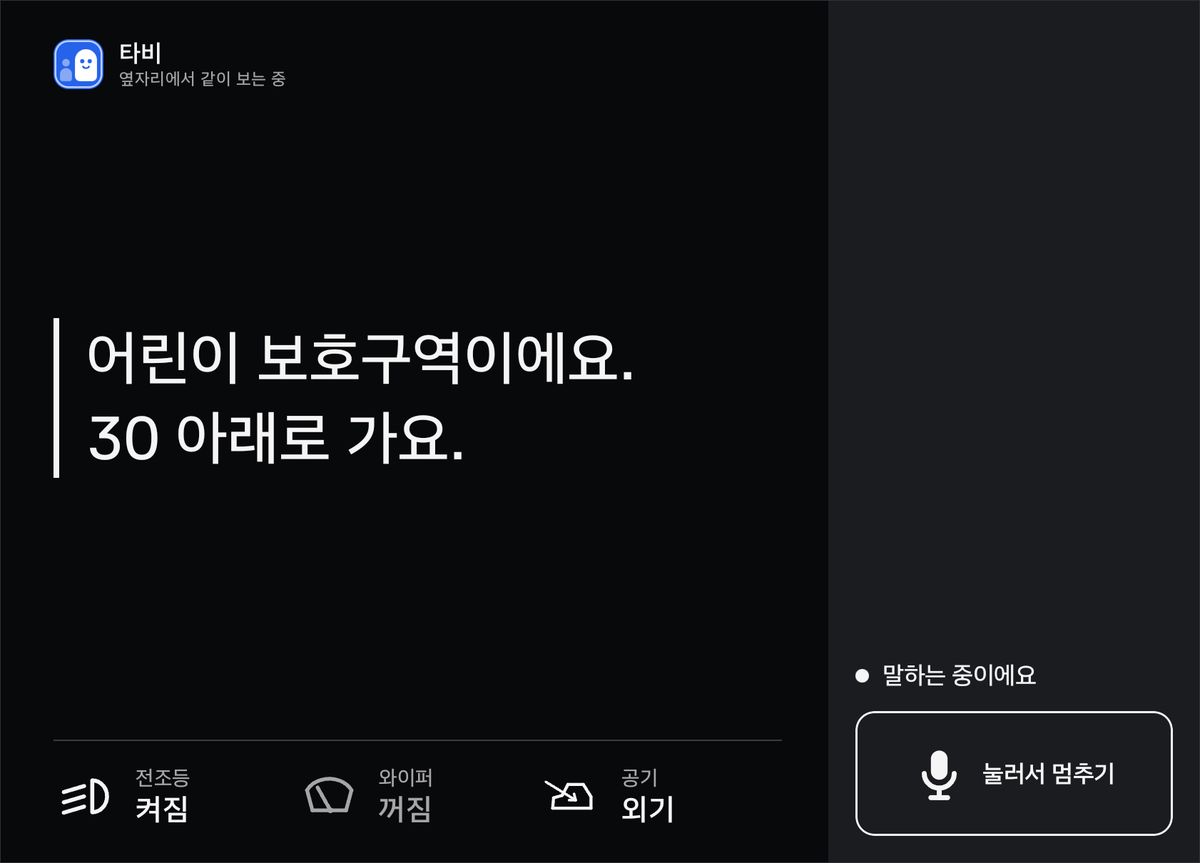 타비
옆자리에서 같이 보는 중
어린이 보호구역이에요.
30 아래로 가요.
말하는 중이에요
눌러서 멈추기
전조등
켜짐
와이퍼
꺼짐
공기
외기